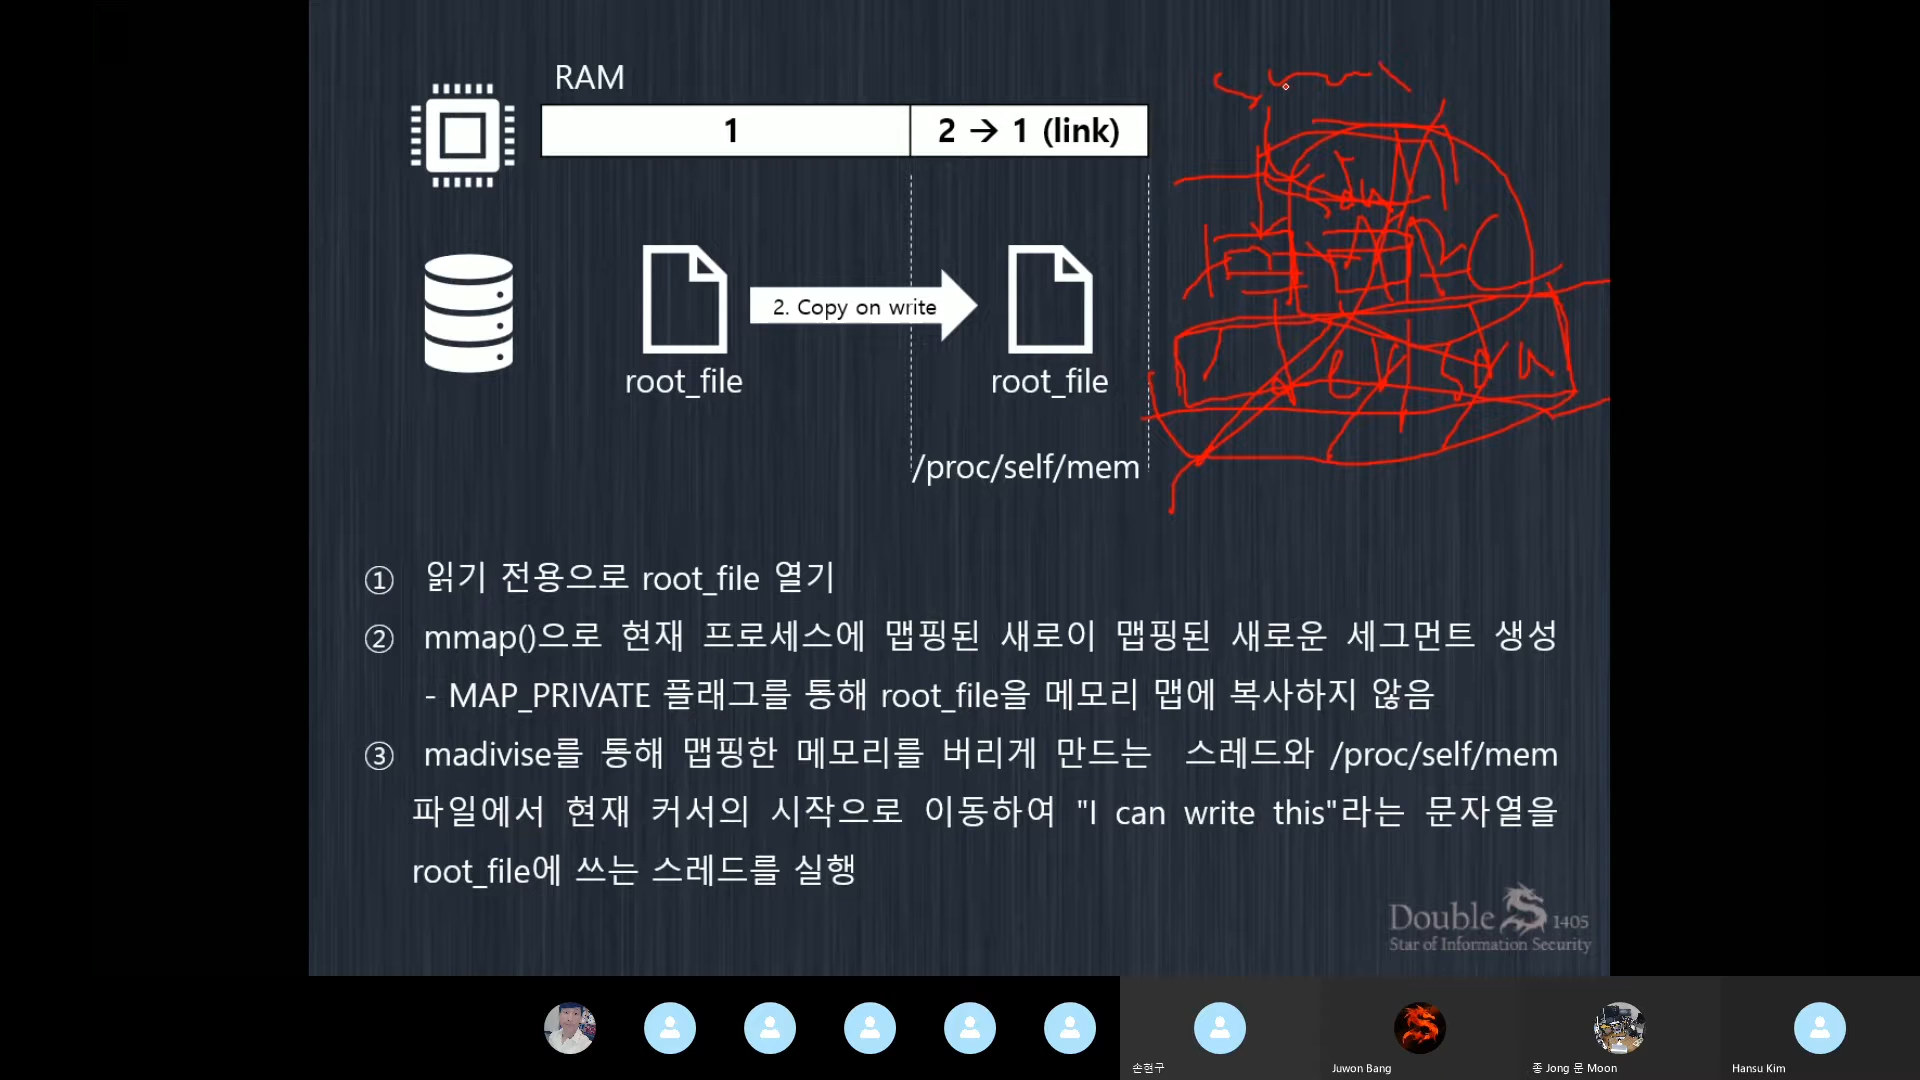 RAM
1
2 → 1 (link)
2. Copy on write
root_file
root_file
/proc/self/mem
① 읽기 전용으로 root_file 열기
② mmap()으로 현재 프로세스에 맵핑된 새로이 맵핑된 새로운 세그먼트 생성
- MAP_PRIVATE 플래그를 통해 root_file을 메모리 맵에 복사하지 않음
③ madivise를 통해 맵핑한 메모리를 버리게 만드는 스레드와 /proc/self/mem
파일에서 현재 커서의 시작으로 이동하여 "I can write this"라는 문자열을
root_file에 쓰는 스레드를 실행
Double S 1405
Star of Information Security
손현구
Juwon Bang
종 Jong 문 Moon
Hansu Kim